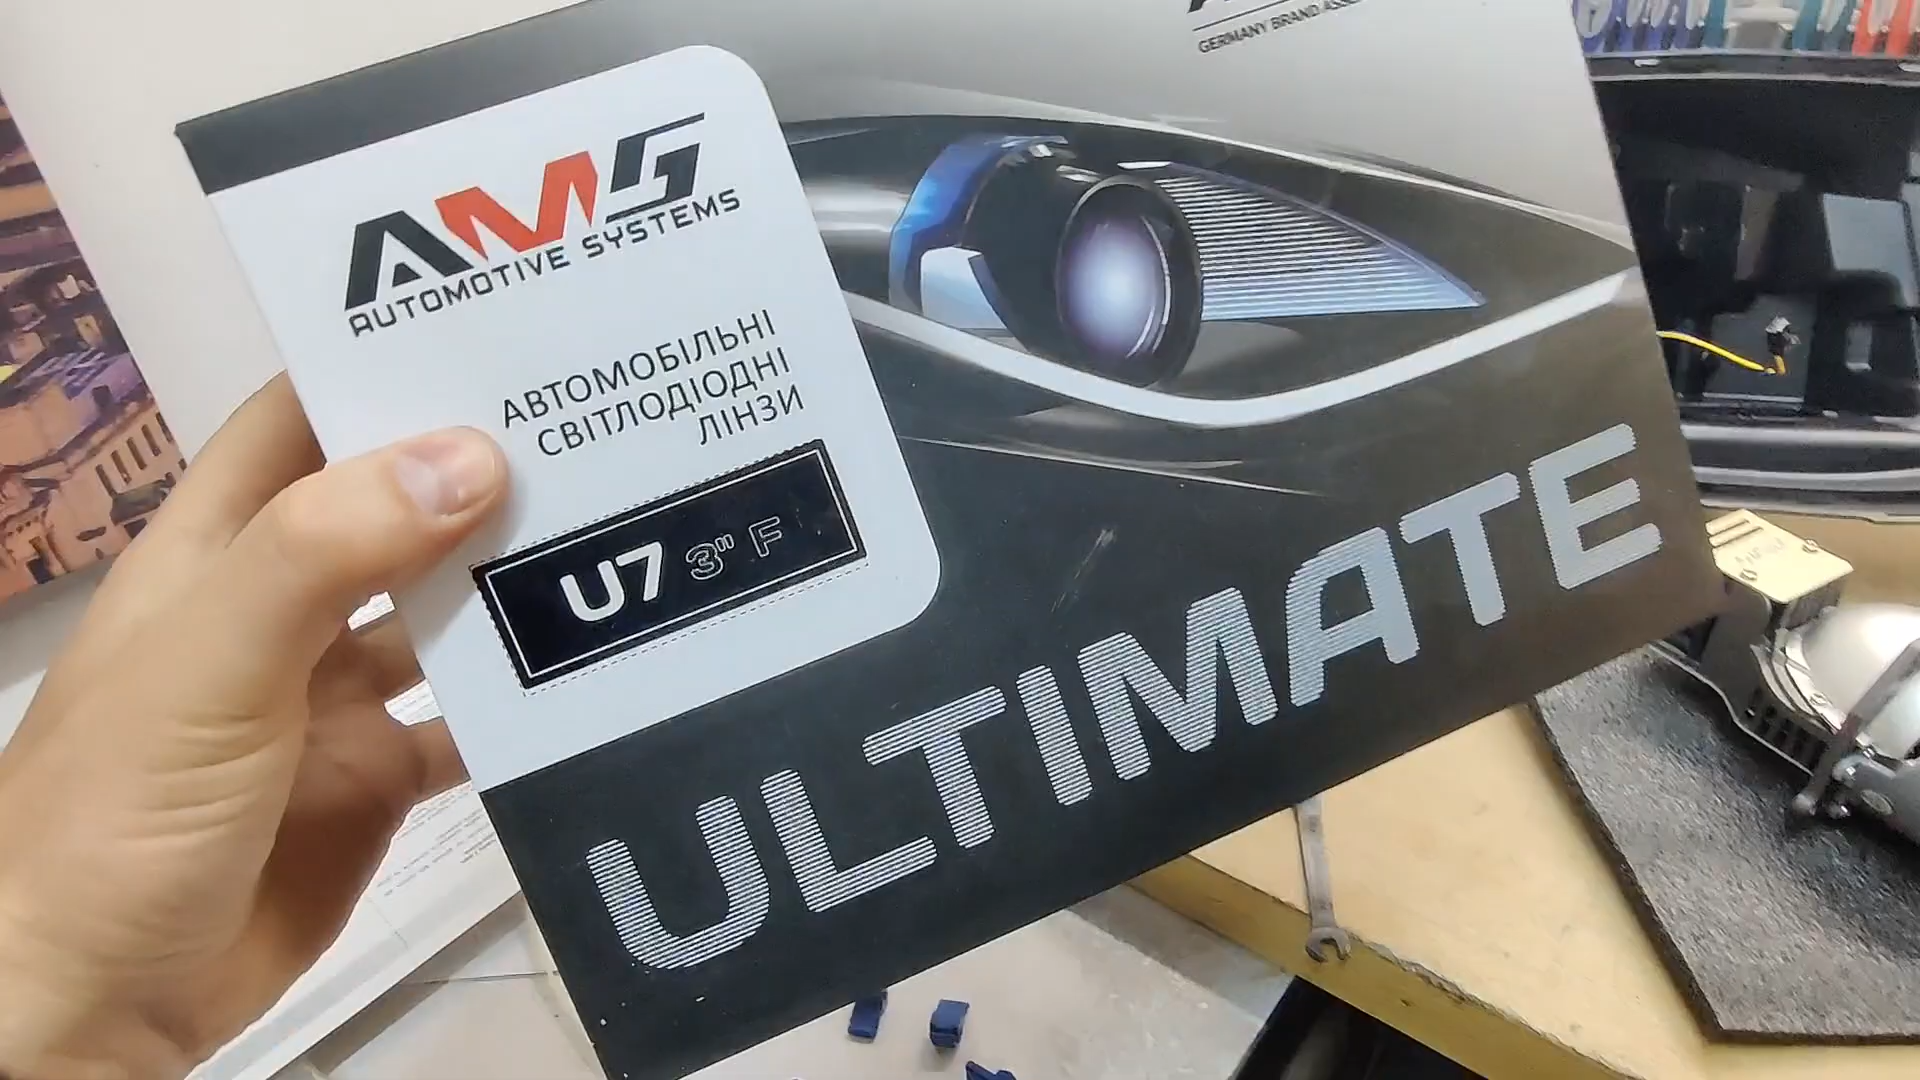 GERMANY BRAND
AMS
AUTOMOTIVE SYSTEMS
АВТОМОБІЛЬНІ
СВІТЛОДІОДНІ
ЛІНЗИ
U7 3" F
ULTIMATE